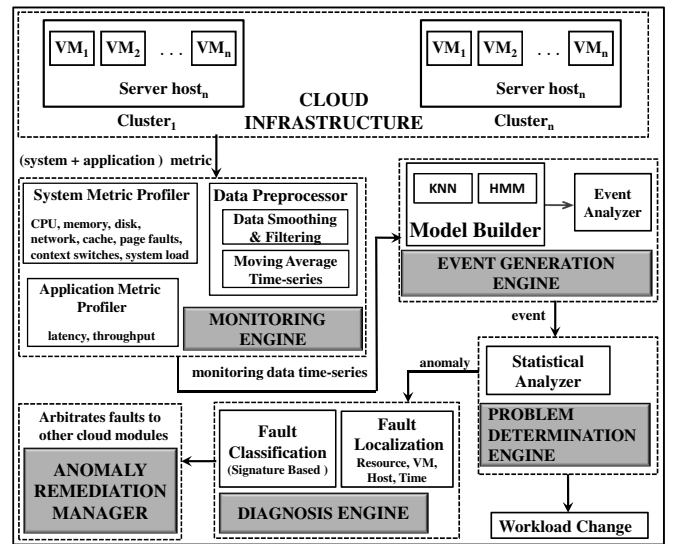 VM1 VM2 . . . VMn
Server hostn
Cluster1
VM1 VM2 . . . VMn
Server hostn
Clustern
CLOUD
INFRASTRUCTURE
(system + application ) metric
System Metric Profiler
CPU, memory, disk,
network, cache, page faults,
context switches, system load
Application Metric
Profiler
latency, throughput
Data Preprocessor
Data Smoothing
& Filtering
Moving Average
Time-series
MONITORING
ENGINE
monitoring data time-series
KNN
HMM
Model Builder
Event
Analyzer
EVENT GENERATION
ENGINE
event
Statistical
Analyzer
PROBLEM
DETERMINATION
ENGINE
anomaly
Workload Change
Fault
Classification
(Signature Based )
Fault
Localization
Resource, VM,
Host, Time
DIAGNOSIS ENGINE
Arbitrates faults to
other cloud modules
ANOMALY
REMEDIATION
MANAGER